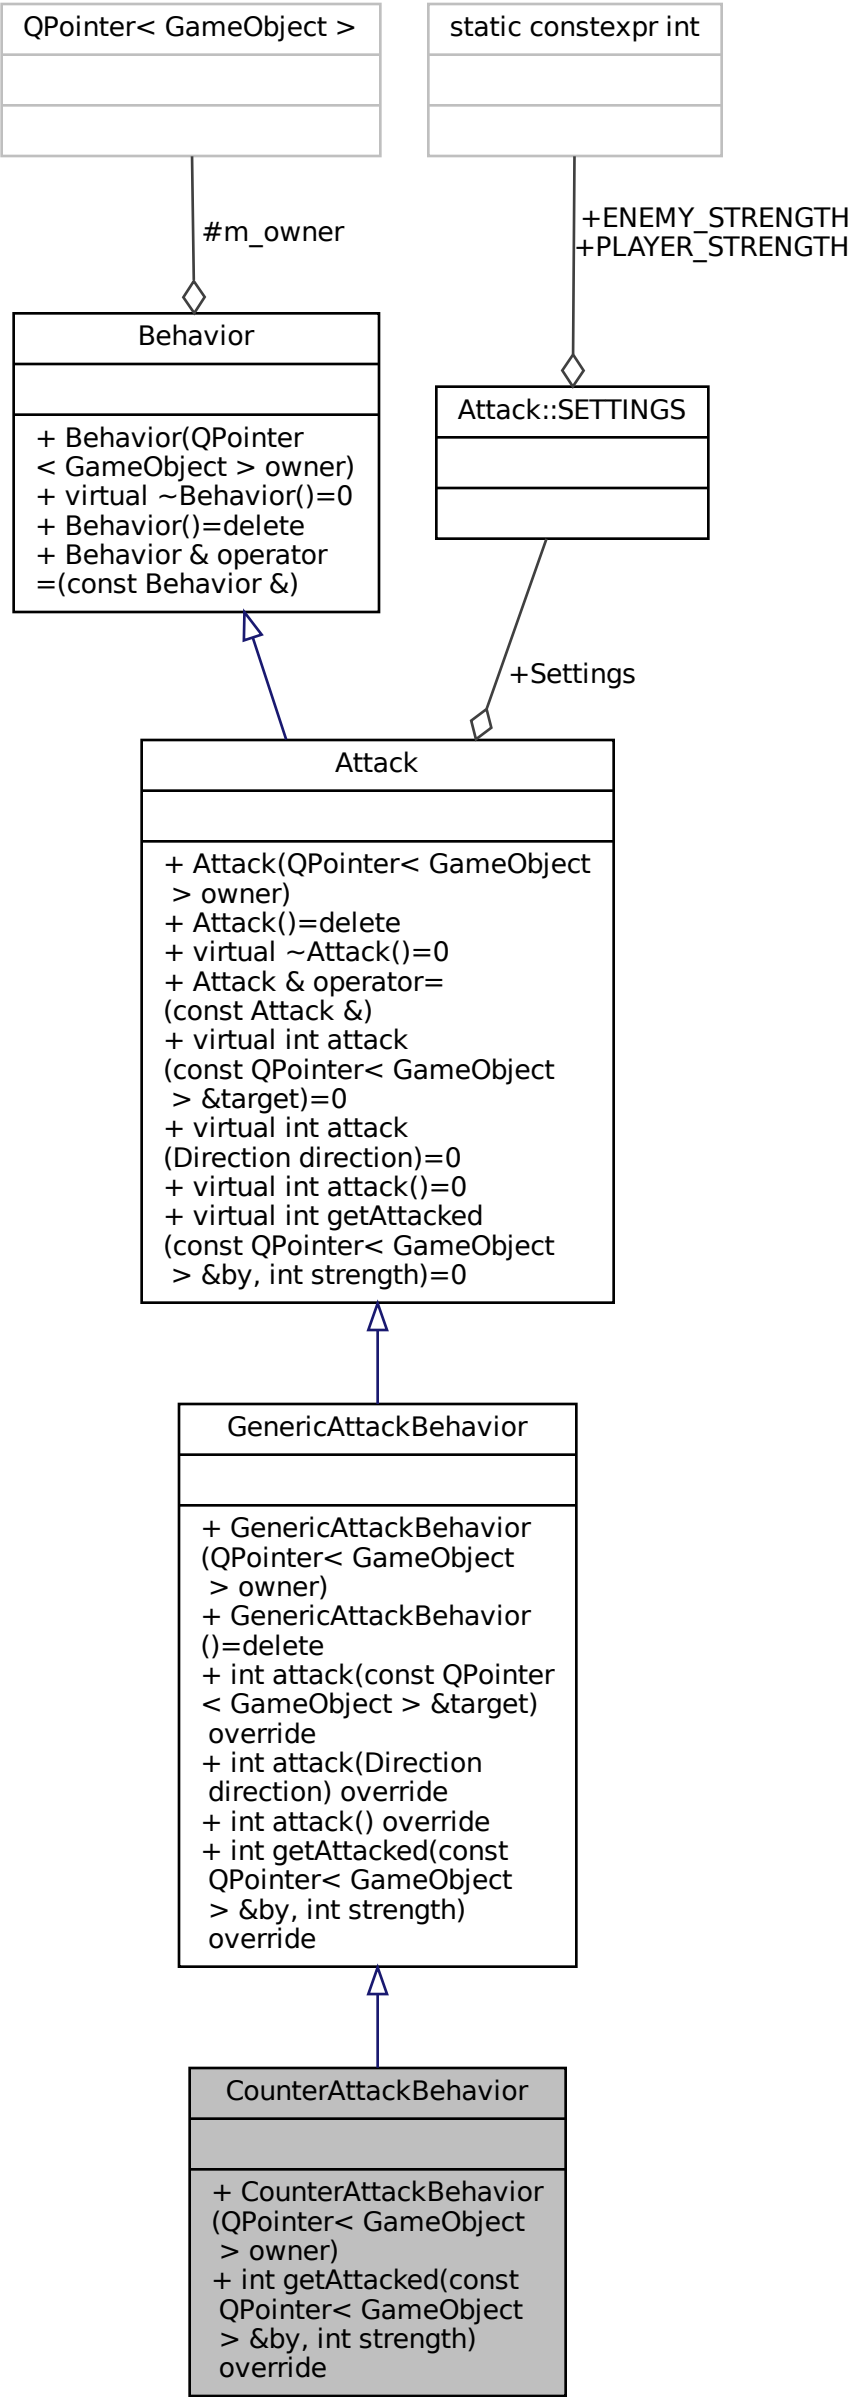 QPointer< GameObject >
static constexpr int
#m_owner
+ENEMY_STRENGTH
+PLAYER_STRENGTH
Behavior
+ Behavior(QPointer
< GameObject > owner)
+ virtual ~Behavior()=0
+ Behavior()=delete
+ Behavior & operator
=(const Behavior &)
Attack::SETTINGS
+Settings
Attack
+ Attack(QPointer< GameObject
> owner)
+ Attack()=delete
+ virtual ~Attack()=0
+ Attack & operator=
(const Attack &)
+ virtual int attack
(const QPointer< GameObject
> &target)=0
+ virtual int attack
(Direction direction)=0
+ virtual int attack()=0
+ virtual int getAttacked
(const QPointer< GameObject
> &by, int strength)=0
GenericAttackBehavior
+ GenericAttackBehavior
(QPointer< GameObject
> owner)
+ GenericAttackBehavior
()=delete
+ int attack(const QPointer
< GameObject > &target)
override
+ int attack(Direction
direction) override
+ int attack() override
+ int getAttacked(const
QPointer< GameObject
> &by, int strength)
override
CounterAttackBehavior
+ CounterAttackBehavior
(QPointer< GameObject
> owner)
+ int getAttacked(const
QPointer< GameObject
> &by, int strength)
override